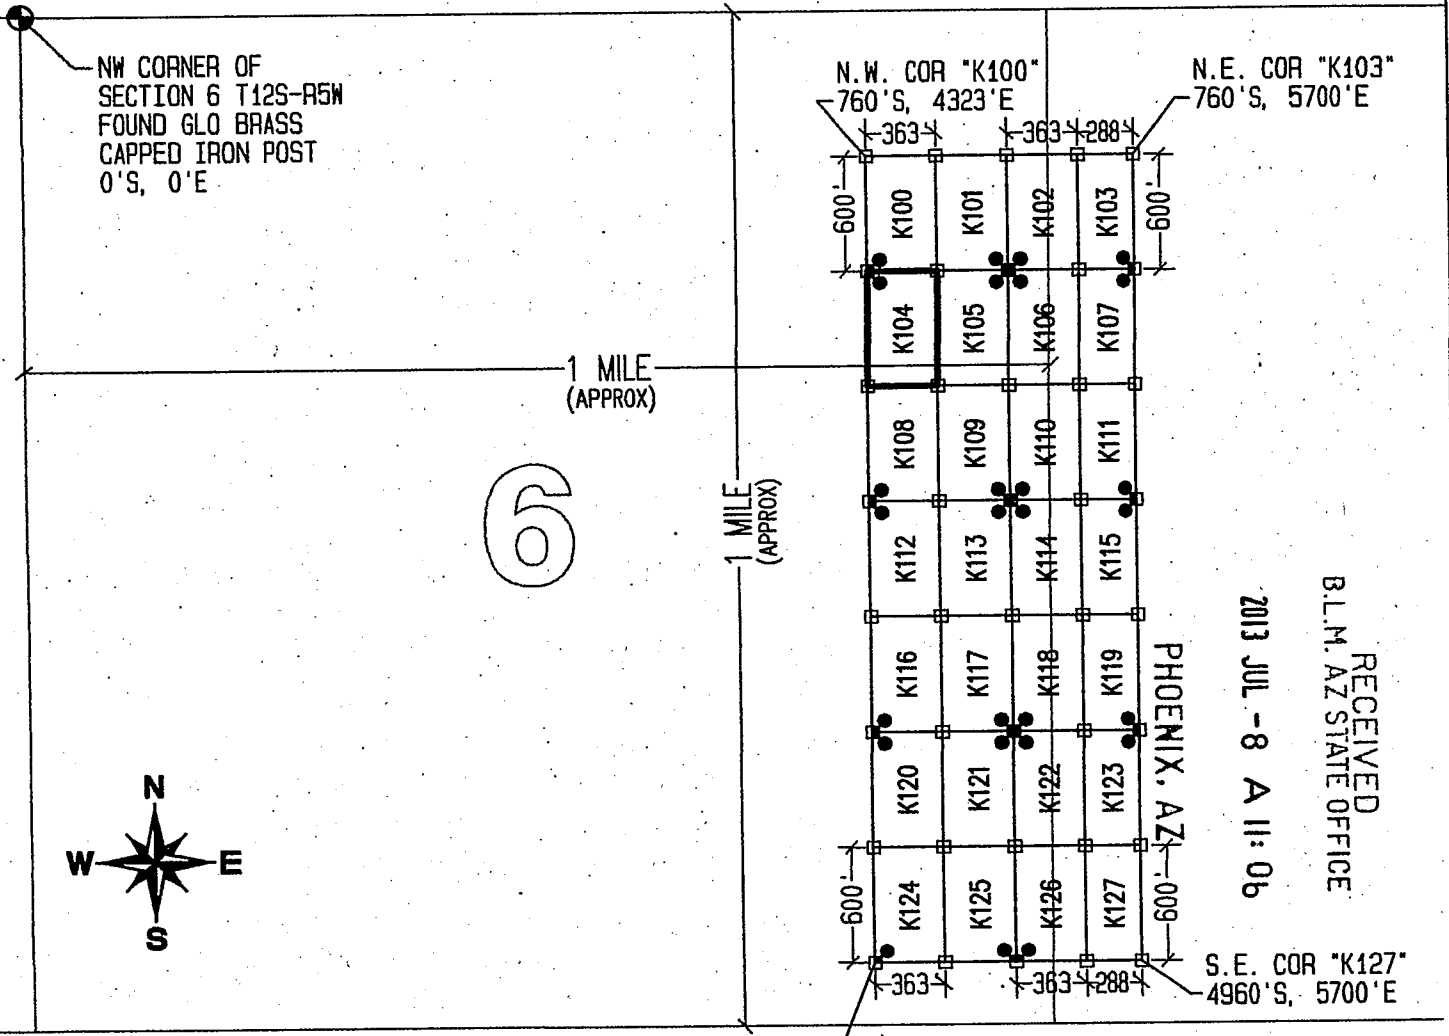 NW CORNER OF
SECTION 6 T12S-R5W
FOUND GLO BRASS
CAPPED IRON POST
0'S, 0'E
N.W. COR "K100"
760'S, 4323'E
N.E. COR "K103"
760'S, 5700'E
363' 363' 288'
600' 600'
K100 K101 K102 K103
K104 K105 K106 K107
1 MILE
(APPROX)
K108 K109 K110 K111
6
1 MILE
(APPROX)
K112 K113 K114 K115
K116 K117 K118 K119
RECEIVED
B.L.M. AZ STATE OFFICE
2013 JUL -8 A 11: 06
PHOENIX, AZ
K120 K121 K122 K123
N
W E
S
600' 600'
K124 K125 K126 K127
363' 363' 288'
S.E. COR "K127"
4960'S, 5700'E